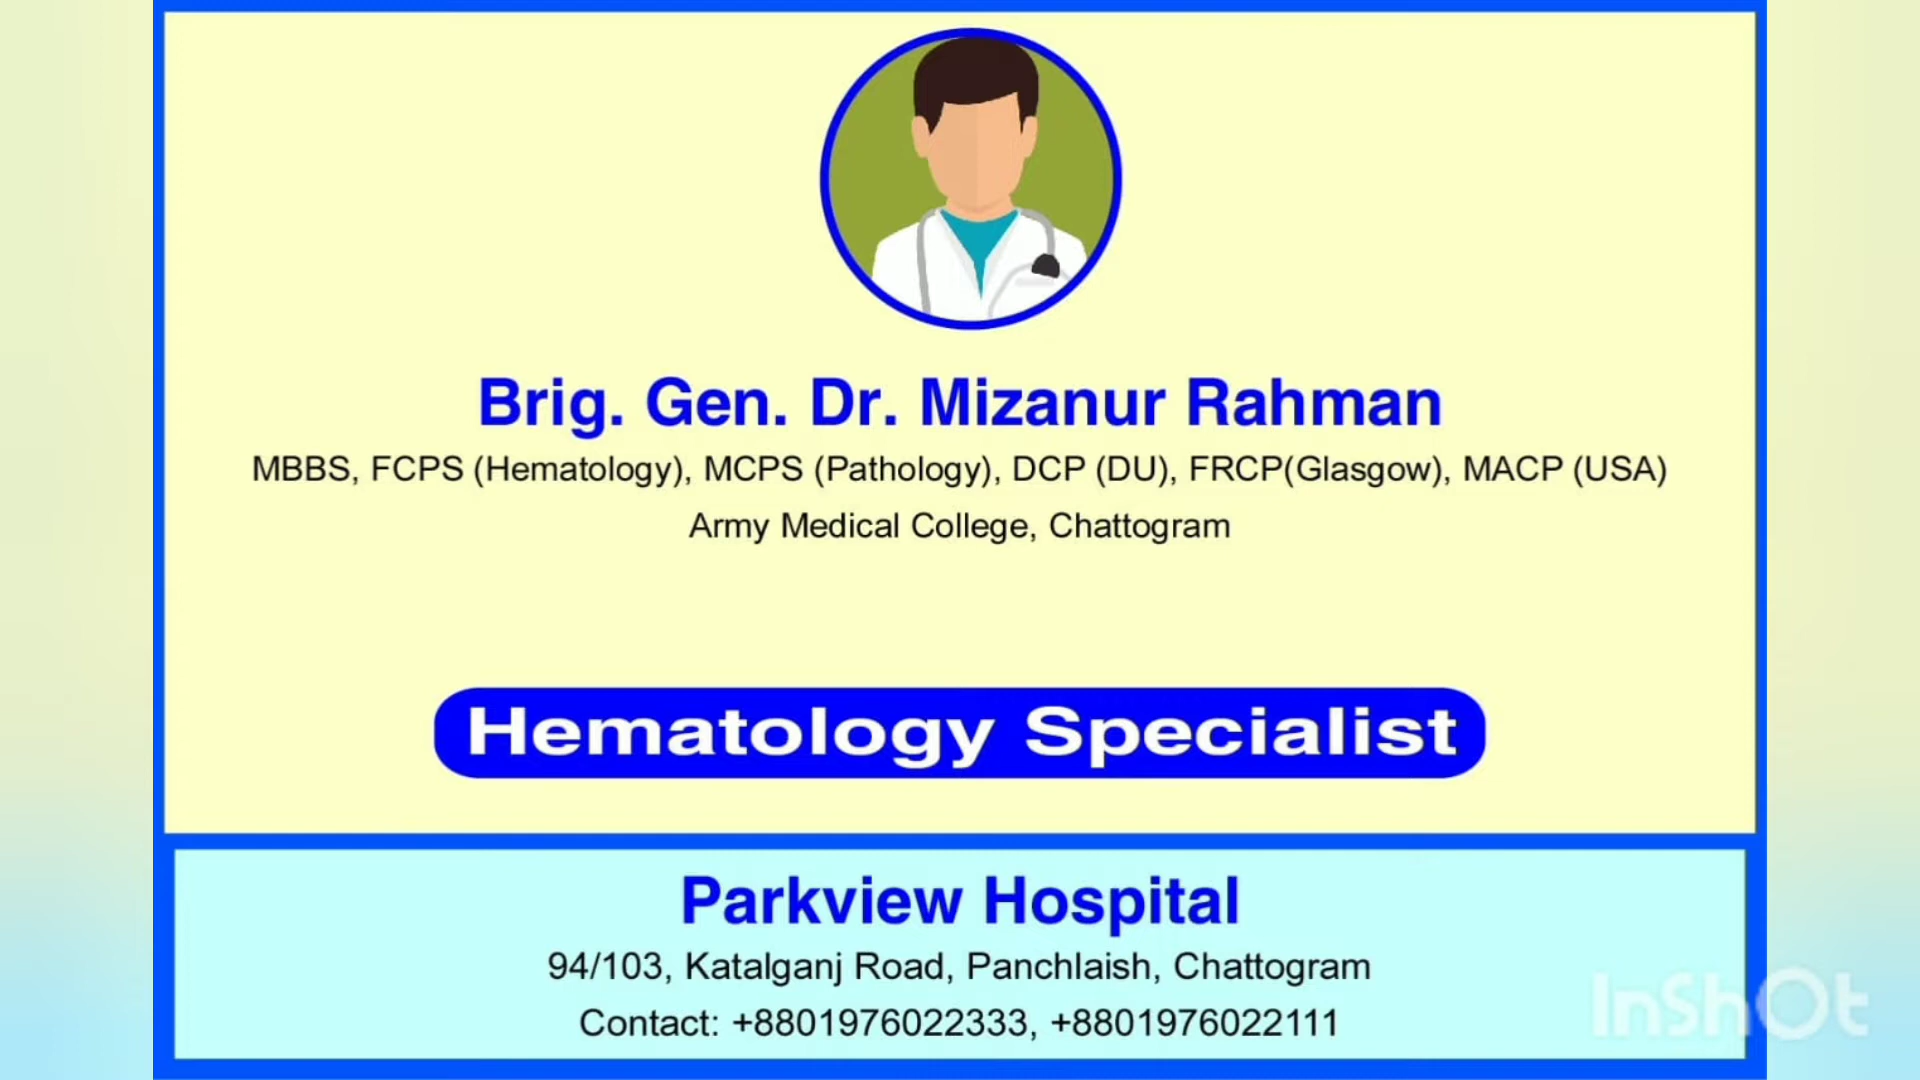 Brig. Gen. Dr. Mizanur Rahman
MBBS, FCPS (Hematology), MCPS (Pathology), DCP (DU), FRCP(Glasgow), MACP (USA)
Army Medical College, Chattogram
Hematology Specialist
Parkview Hospital
94/103, Katalganj Road, Panchlaish, Chattogram
Contact: +8801976022333, +8801976022111
InShOt